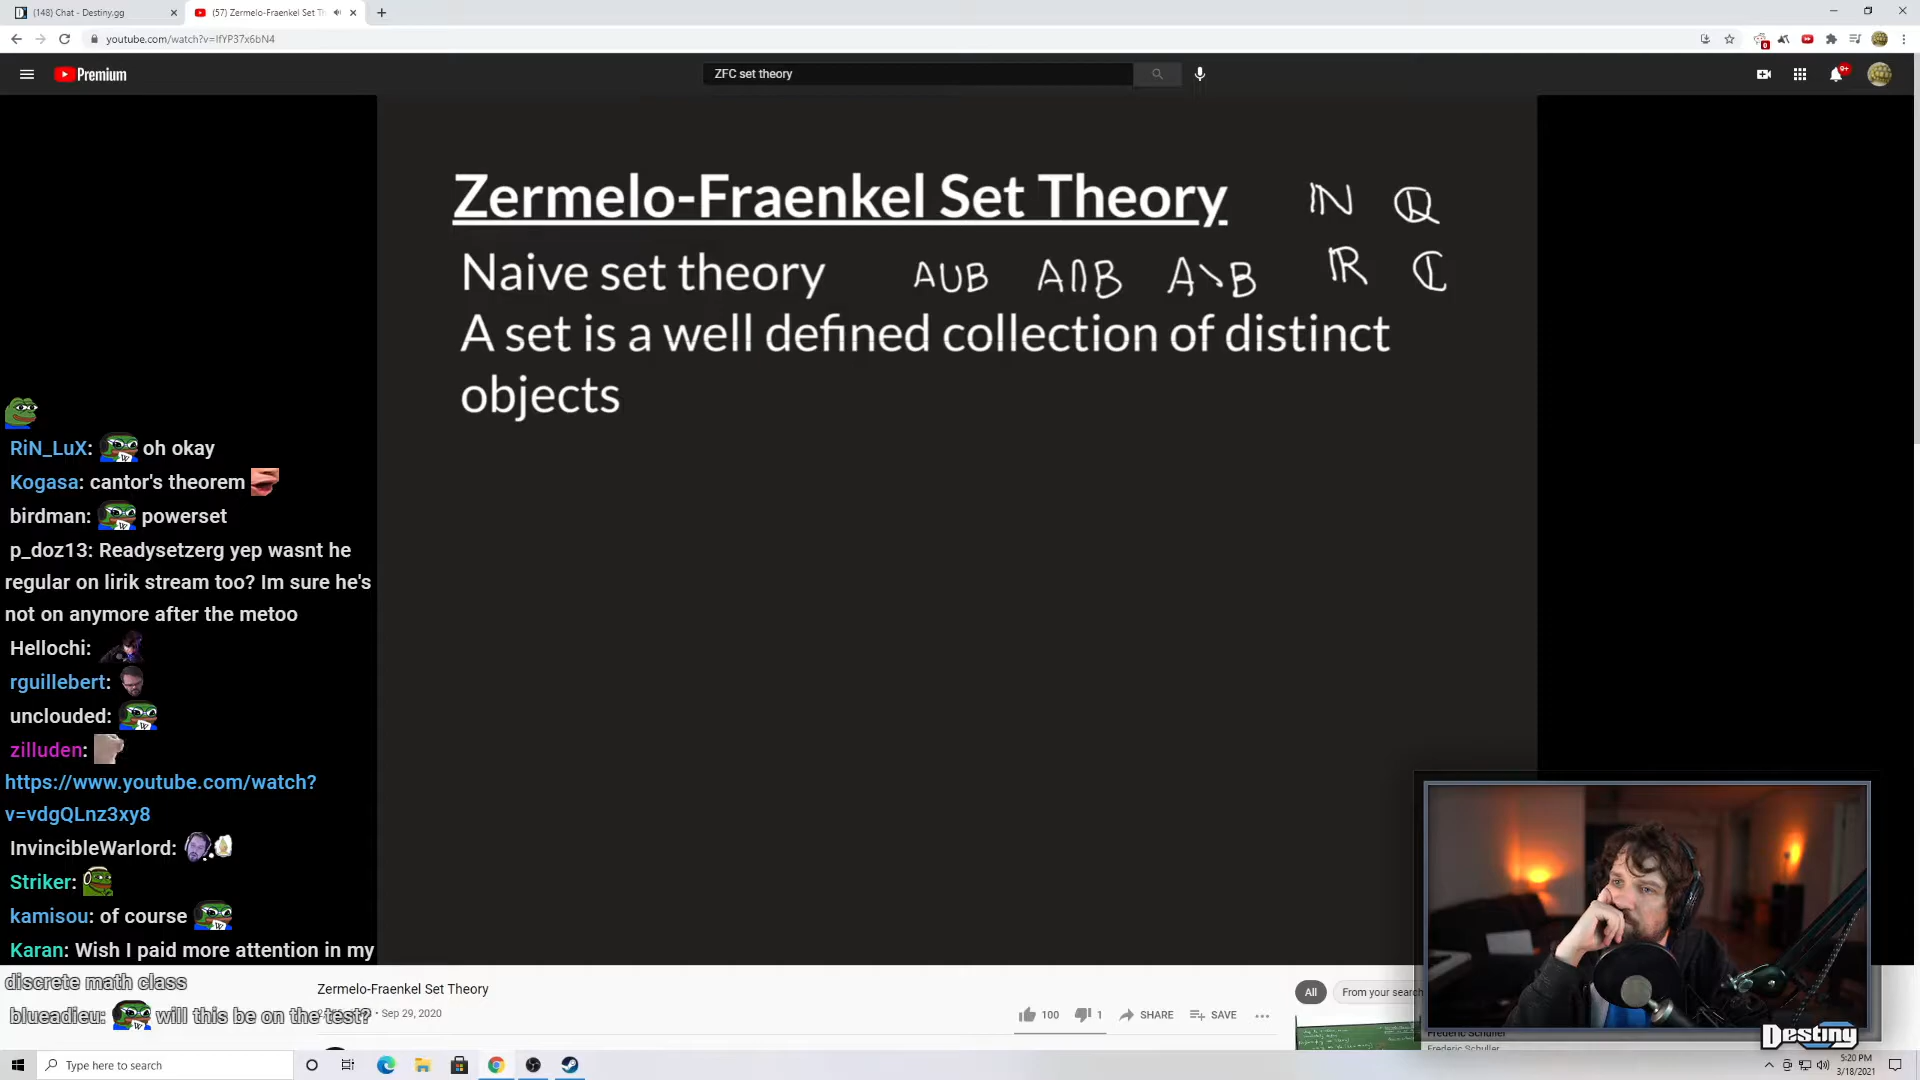 (148) Chat - Destiny.gg
(57) Zermelo-Fraenkel Set Th
youtube.com/watch?v=IfYP37x6bN4
Premium
ZFC set theory
9+
Zermelo-Fraenkel Set Theory
ℕ ℚ
Naive set theory A∪B A∩B A∖B ℝ ℂ
A set is a well defined collection of distinct
objects
RiN_LuX: oh okay
Kogasa: cantor's theorem
birdman: powerset
p_doz13: Readysetzerg yep wasnt he
regular on lirik stream too? Im sure he's
not on anymore after the metoo
Hellochi:
rguillebert:
unclouded:
zilluden:
https://www.youtube.com/watch?
v=vdgQLnz3xy8
InvincibleWarlord:
Striker:
kamisou: of course
Karan: Wish I paid more attention in my
discrete math class
blueadieu: will this be on the test?
Zermelo-Fraenkel Set Theory
• Sep 29, 2020
100 1 SHARE SAVE
All From your search
Frederic Schuller
Frederic Schuller
Destiny
Type here to search
5:20 PM
3/18/2021